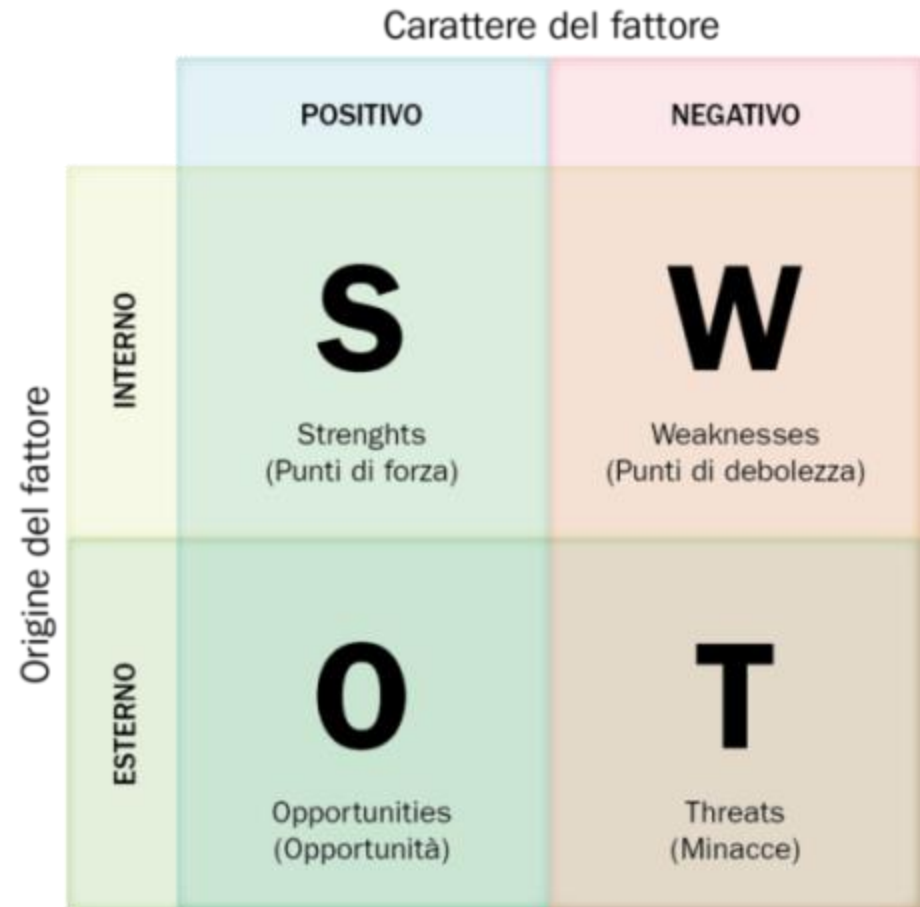 Carattere del fattore
POSITIVO
NEGATIVO
Origine del fattore
INTERNO
S
Strenghts
(Punti di forza)
W
Weaknesses
(Punti di debolezza)
ESTERNO
O
Opportunities
(Opportunità)
T
Threats
(Minacce)